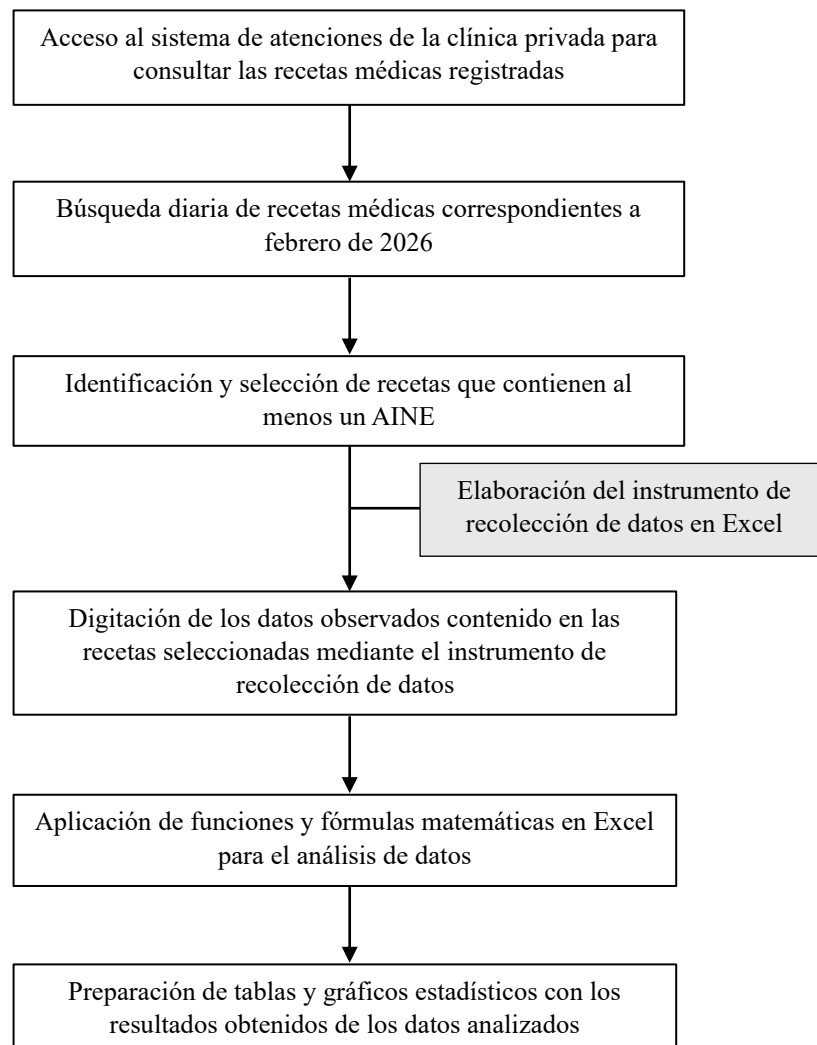 Acceso al sistema de atenciones de la clínica privada para
consultar las recetas médicas registradas
Búsqueda diaria de recetas médicas correspondientes a
febrero de 2026
Identificación y selección de recetas que contienen al
menos un AINE
Elaboración del instrumento de
recolección de datos en Excel
Digitación de los datos observados contenido en las
recetas seleccionadas mediante el instrumento de
recolección de datos
Aplicación de funciones y fórmulas matemáticas en Excel
para el análisis de datos
Preparación de tablas y gráficos estadísticos con los
resultados obtenidos de los datos analizados